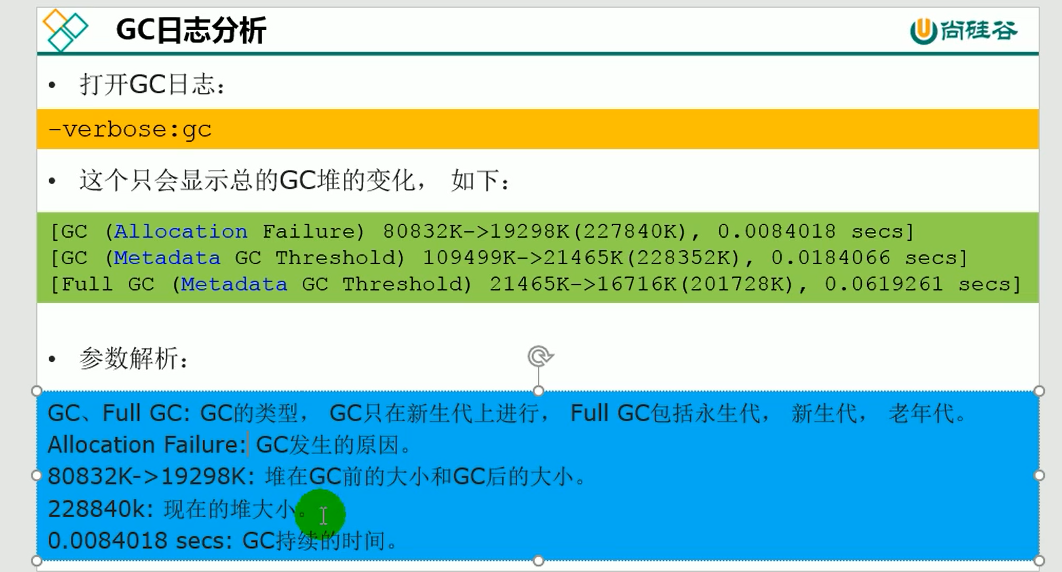 GC日志分析
尚硅谷
• 打开GC日志：
-verbose:gc
• 这个只会显示总的GC堆的变化， 如下：
[GC (Allocation Failure) 80832K->19298K(227840K), 0.0084018 secs]
[GC (Metadata GC Threshold) 109499K->21465K(228352K), 0.0184066 secs]
[Full GC (Metadata GC Threshold) 21465K->16716K(201728K), 0.0619261 secs]
• 参数解析：
GC、Full GC: GC的类型， GC只在新生代上进行， Full GC包括永生代， 新生代， 老年代。
Allocation Failure: GC发生的原因。
80832K->19298K: 堆在GC前的大小和GC后的大小。
228840k: 现在的堆大小。
0.0084018 secs: GC持续的时间。